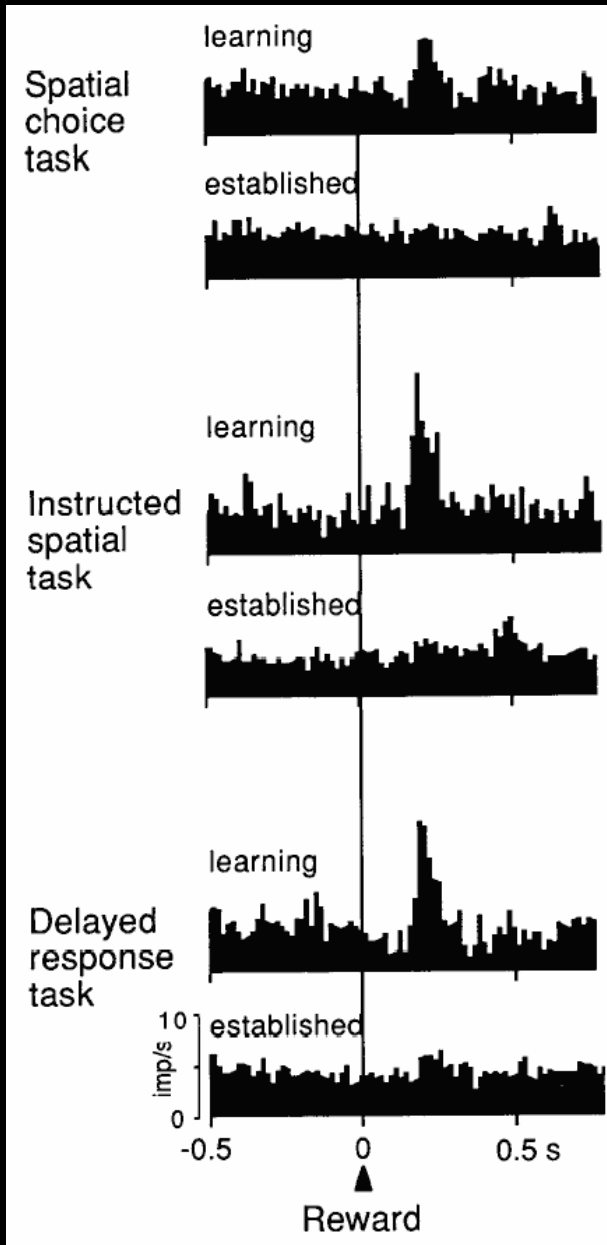 learning
Spatial
choice
task
established
learning
Instructed
spatial
task
established
learning
Delayed
response
task
10
established
imp/s
0
-0.5 0 0.5 s
Reward